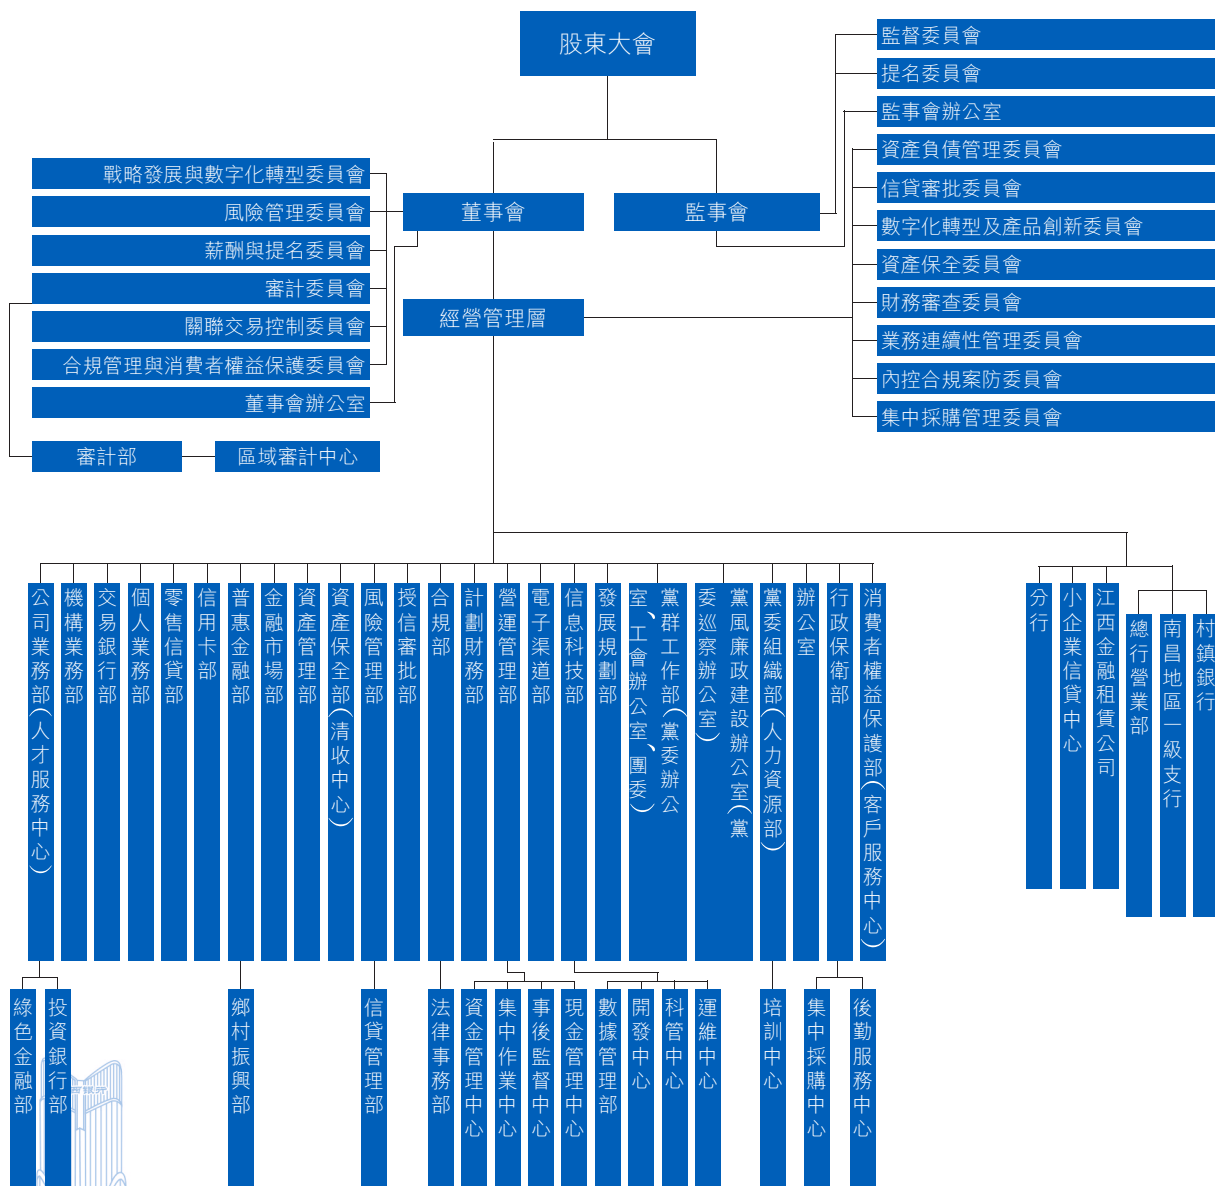 股東大會
監督委員會
提名委員會
監事會辦公室
資產負債管理委員會
信貸審批委員會
數字化轉型及產品創新委員會
資產保全委員會
財務審查委員會
業務連續性管理委員會
內控合規案防委員會
集中採購管理委員會
戰略發展與數字化轉型委員會
風險管理委員會
薪酬與提名委員會
審計委員會
關聯交易控制委員會
合規管理與消費者權益保護委員會
董事會辦公室
董事會
監事會
經營管理層
審計部
區域審計中心
公司業務部(人才服務中心)
機構業務部
交易銀行部
個人業務部
零售信貸部
信用卡部
普惠金融部
金融市場部
資產管理部
資產保全部(清收中心)
風險管理部
授信審批部
合規部
計劃財務部
營運管理部
電子渠道部
信息科技部
發展規劃部
黨群工作部(黨委辦公
室、工會辦公室、團委)
黨風廉政建設辦公室(黨
委巡察辦公室)
黨委組織部(人力資源部)
辦公室
行政保衛部
消費者權益保護部(客戶服務中心)
分行
小企業信貸中心
江西金融租賃公司
總行營業部
南昌地區一級支行
村鎮銀行
綠色金融部
投資銀行部
鄉村振興部
信貸管理部
法律事務部
資金管理中心
集中作業中心
事後監督中心
現金管理中心
數據管理部
開發中心
科管中心
運維中心
培訓中心
集中採購中心
後勤服務中心